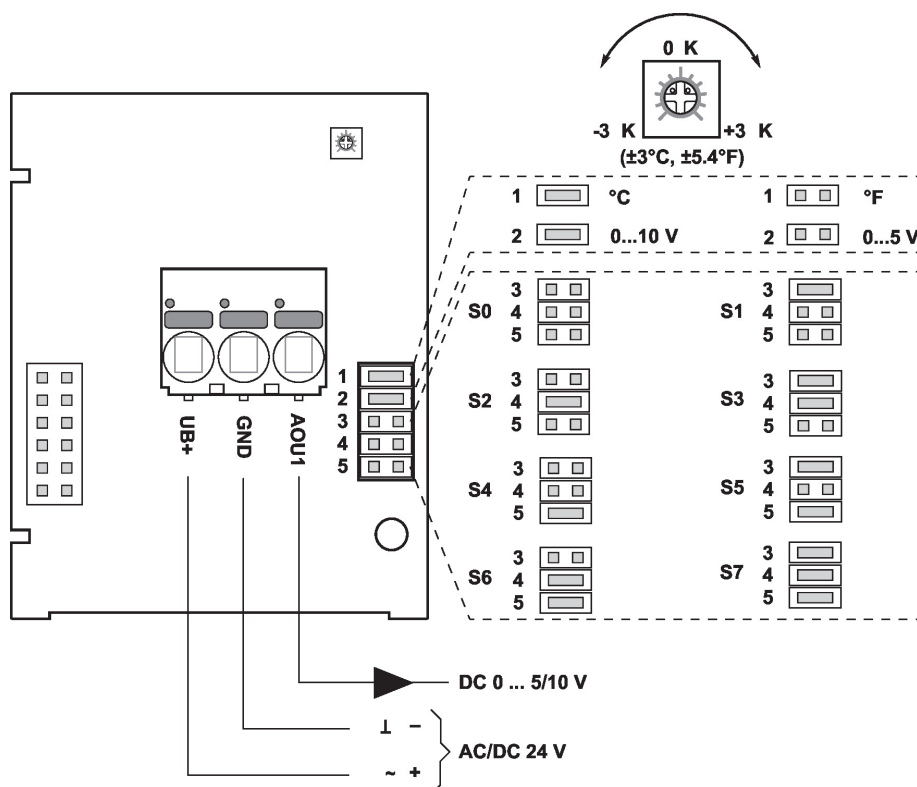 0 K
-3 K
+3 K
(±3°C, ±5.4°F)
1 °C
1 °F
2 0...10 V
2 0...5 V
S0 3 4 5
S1 3 4 5
S2 3 4 5
S3 3 4 5
S4 3 4 5
S5 3 4 5
S6 3 4 5
S7 3 4 5
1
2
3
4
5
UB+
GND
AOU1
DC 0 ... 5/10 V
⊥ −
~ +
AC/DC 24 V